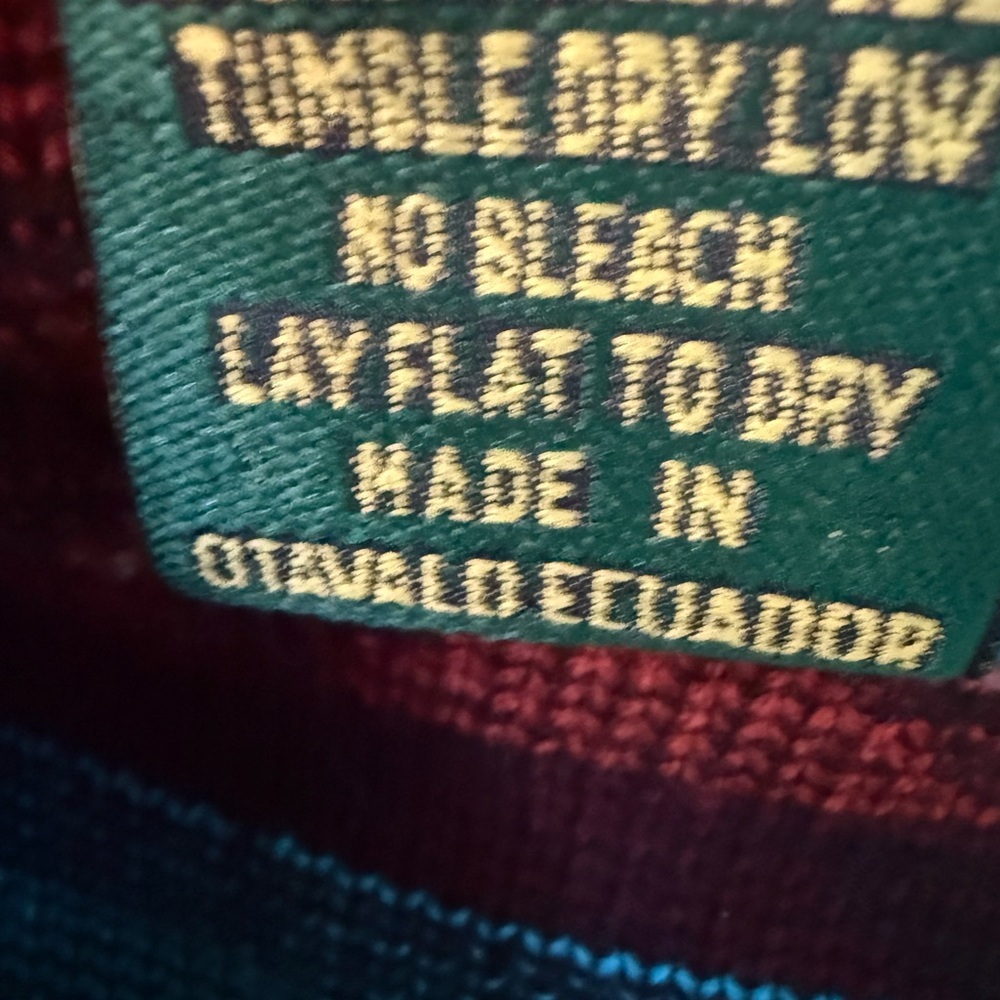 TUMBLE DRY LOW
NO BLEACH
LAY FLAT TO DRY
MADE IN
OTAVALO ECUADOR